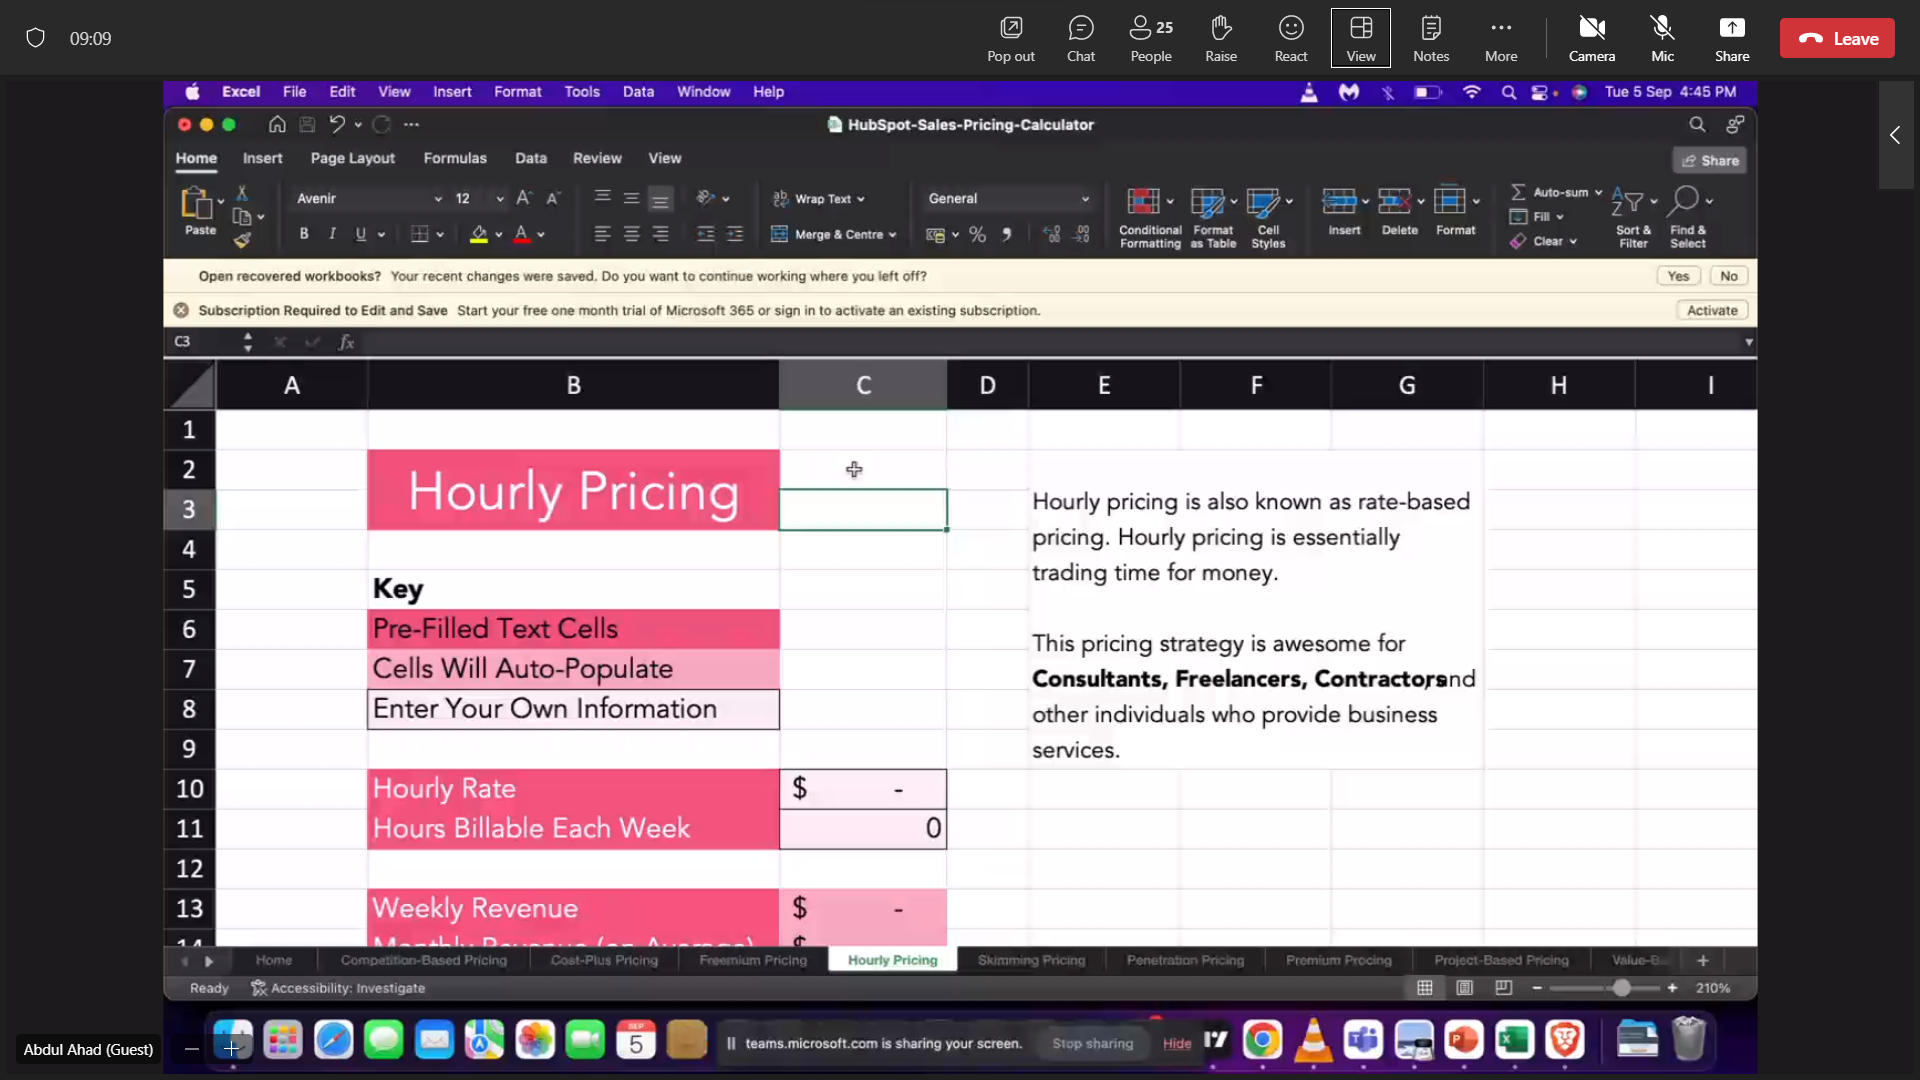 09:09
Pop out
Chat
25
People
Raise
React
View
Notes
More
Camera
Mic
Share
Leave
Excel File Edit View Insert Format Tools Data Window Help
Tue 5 Sep 4:45 PM
HubSpot-Sales-Pricing-Calculator
Home Insert Page Layout Formulas Data Review View
Share
Paste
Avenir
12
Wrap Text
Merge & Centre
General
Conditional Formatting
Format as Table
Cell Styles
Insert
Delete
Format
Auto-sum
Fill
Clear
Sort & Filter
Find & Select
Open recovered workbooks? Your recent changes were saved. Do you want to continue working where you left off?
Yes
No
Subscription Required to Edit and Save Start your free one month trial of Microsoft 365 or sign in to activate an existing subscription.
Activate
C3
fx
A B C D E F G H I
1
2
3
4
5
6
7
8
9
10
11
12
13
14
Hourly Pricing
Key
Pre-Filled Text Cells
Cells Will Auto-Populate
Enter Your Own Information
Hourly Rate $ -
Hours Billable Each Week 0
Weekly Revenue $ -
Monthly Revenue (on Average) $
Hourly pricing is also known as rate-based
pricing. Hourly pricing is essentially
trading time for money.
This pricing strategy is awesome for
Consultants, Freelancers, Contractors
other individuals who provide business
services.
Home Competition-Based Pricing Cost-Plus Pricing Freemium Pricing Hourly Pricing Skimming Pricing Penetration Pricing Premium Procing Project-Based Pricing Value-B
Ready
Accessibility: Investigate
210%
Abdul Ahad (Guest)
SEP
5
teams.microsoft.com is sharing your screen.
Stop sharing
Hide